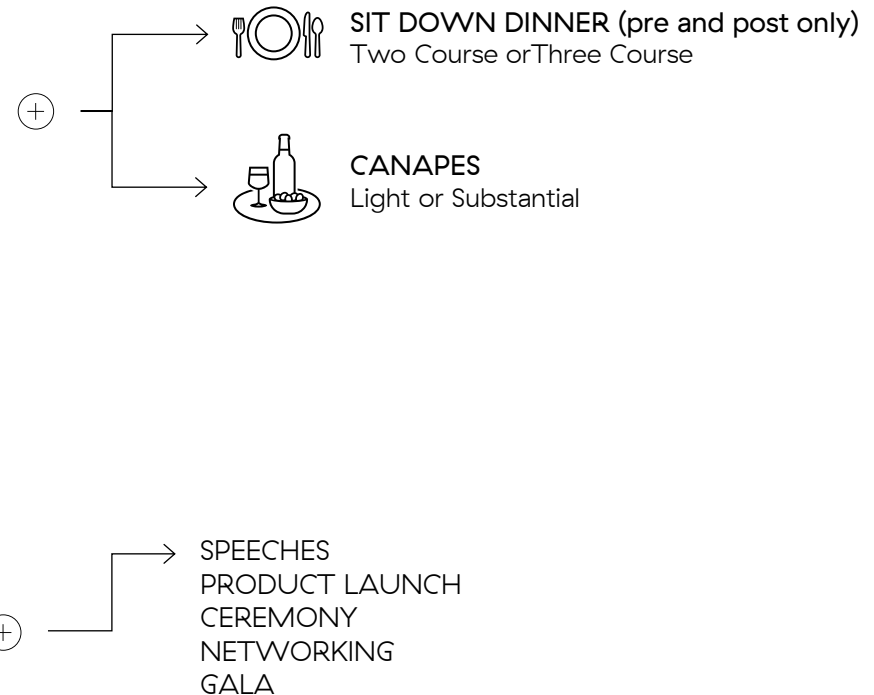 SIT DOWN DINNER (pre and post only)
Two Course orThree Course
CANAPES
Light or Substantial
SPEECHES
PRODUCT LAUNCH
CEREMONY
NETWORKING
GALA